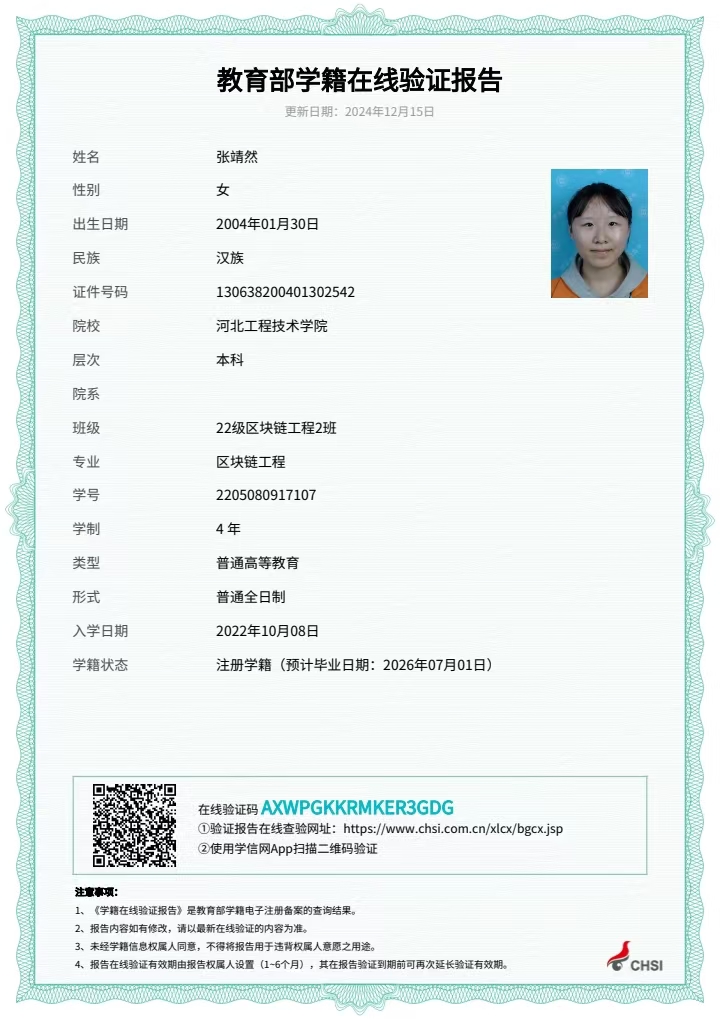 教育部学籍在线验证报告
更新日期：2024年12月15日
姓名 张靖然
性别 女
出生日期 2004年01月30日
民族 汉族
证件号码 130638200401302542
院校 河北工程技术学院
层次 本科
院系
班级 22级区块链工程2班
专业 区块链工程
学号 2205080917107
学制 4 年
类型 普通高等教育
形式 普通全日制
入学日期 2022年10月08日
学籍状态 注册学籍（预计毕业日期：2026年07月01日）
在线验证码 AXWPGKKRMKER3GDG
①验证报告在线查验网址：https://www.chsi.com.cn/xlcx/bgcx.jsp
②使用学信网App扫描二维码验证
注意事项：
1、《学籍在线验证报告》是教育部学籍电子注册备案的查询结果。
2、报告内容如有修改，请以最新在线验证的内容为准。
3、未经学籍信息权属人同意，不得将报告用于违背权属人意愿之用途。
4、报告在线验证有效期由报告权属人设置（1~6个月），其在报告验证到期前可再次延长验证有效期。
CHSI